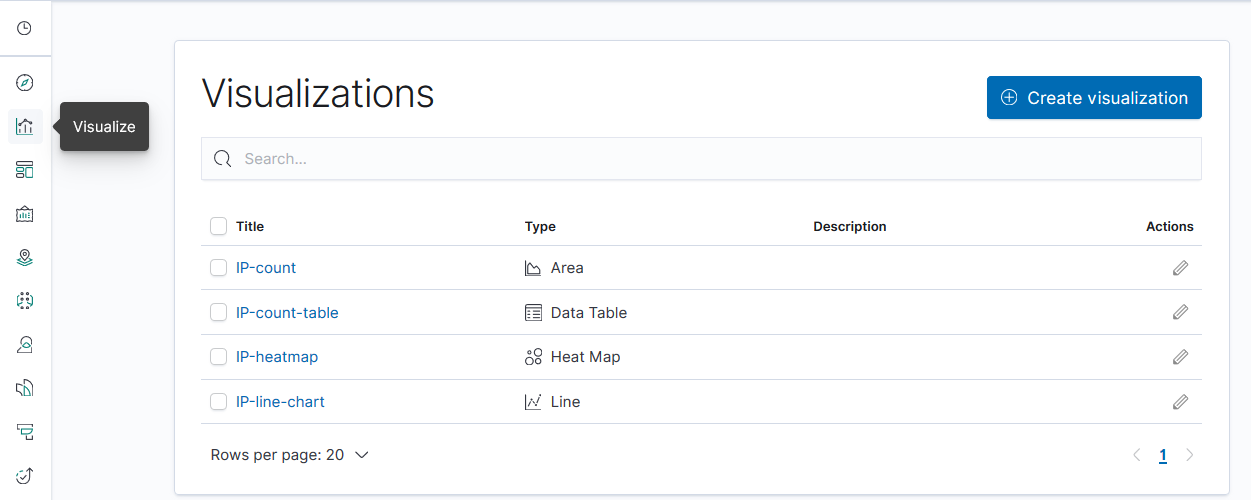 Visualizations
Create visualization
Visualize
Search...
Title Type Description Actions
IP-count Area
IP-count-table Data Table
IP-heatmap Heat Map
IP-line-chart Line
Rows per page: 20 1